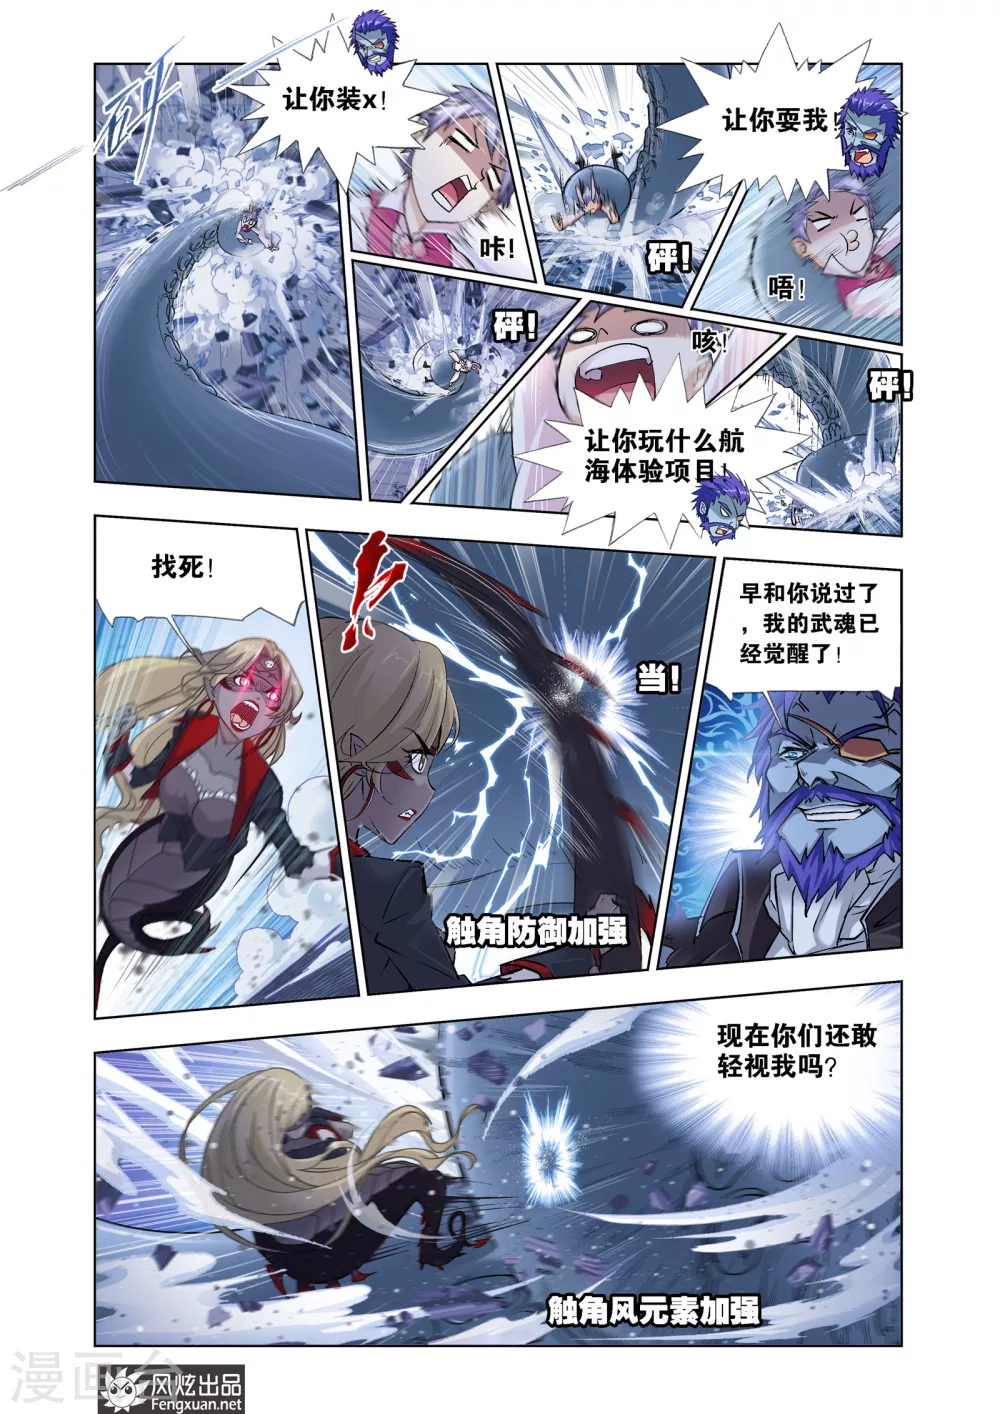 砰
让你装x！
咔！
砰！
让你耍我！
唔！
砰！
咳！
让你玩什么航
海体验项目！
砰！
找死！
当！
触角防御加强
早和你说过了
，我的武魂已
经觉醒了！
现在你们还敢
轻视我吗？
触角风元素加强
漫画台
风炫出品
Fengxuan.net